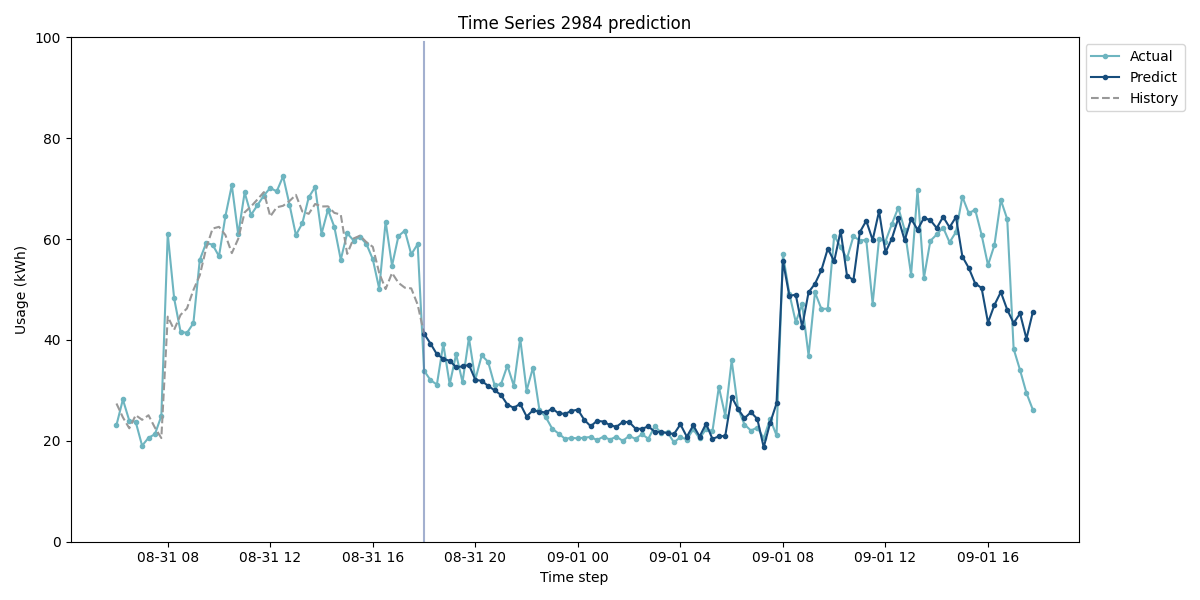 Time Series 2984 prediction
Usage (kWh)
100
80
60
40
20
0
08-31 08
08-31 12
08-31 16
08-31 20
09-01 00
09-01 04
09-01 08
09-01 12
09-01 16
Time step
Actual
Predict
History